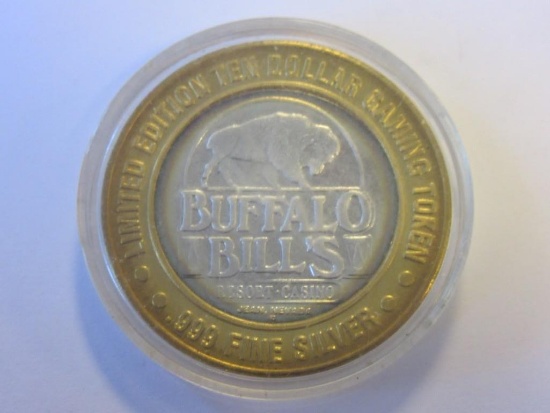 LIMITED EDITION TEN DOLLAR GAMING TOKEN
BUFFALO
BILL'S
RESORT · CASINO
JEAN, NEVADA
.999 FINE SILVER